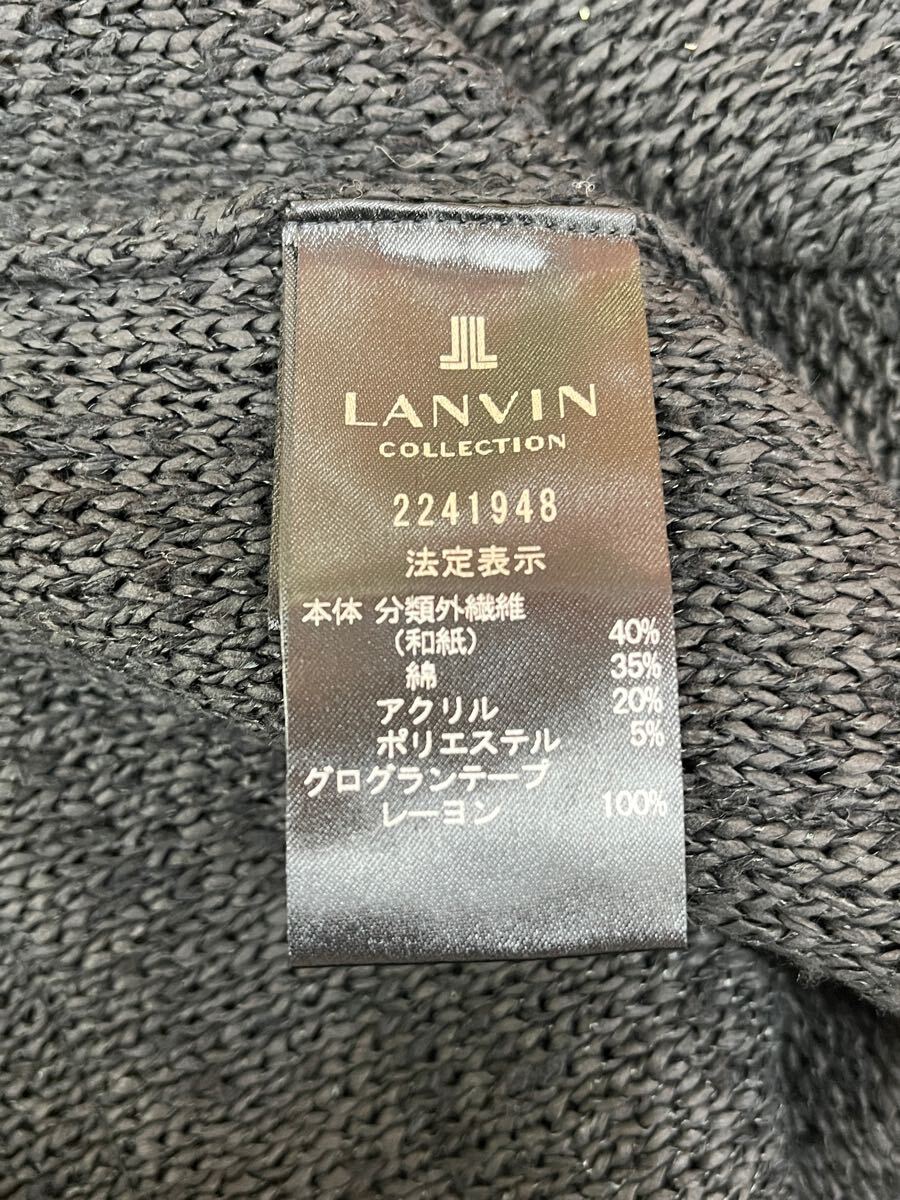 LANVIN
COLLECTION
2241948
法定表示
本体 分類外繊維
(和紙) 40%
綿 35%
アクリル 20%
ポリエステル 5%
グログランテープ
レーヨン 100%